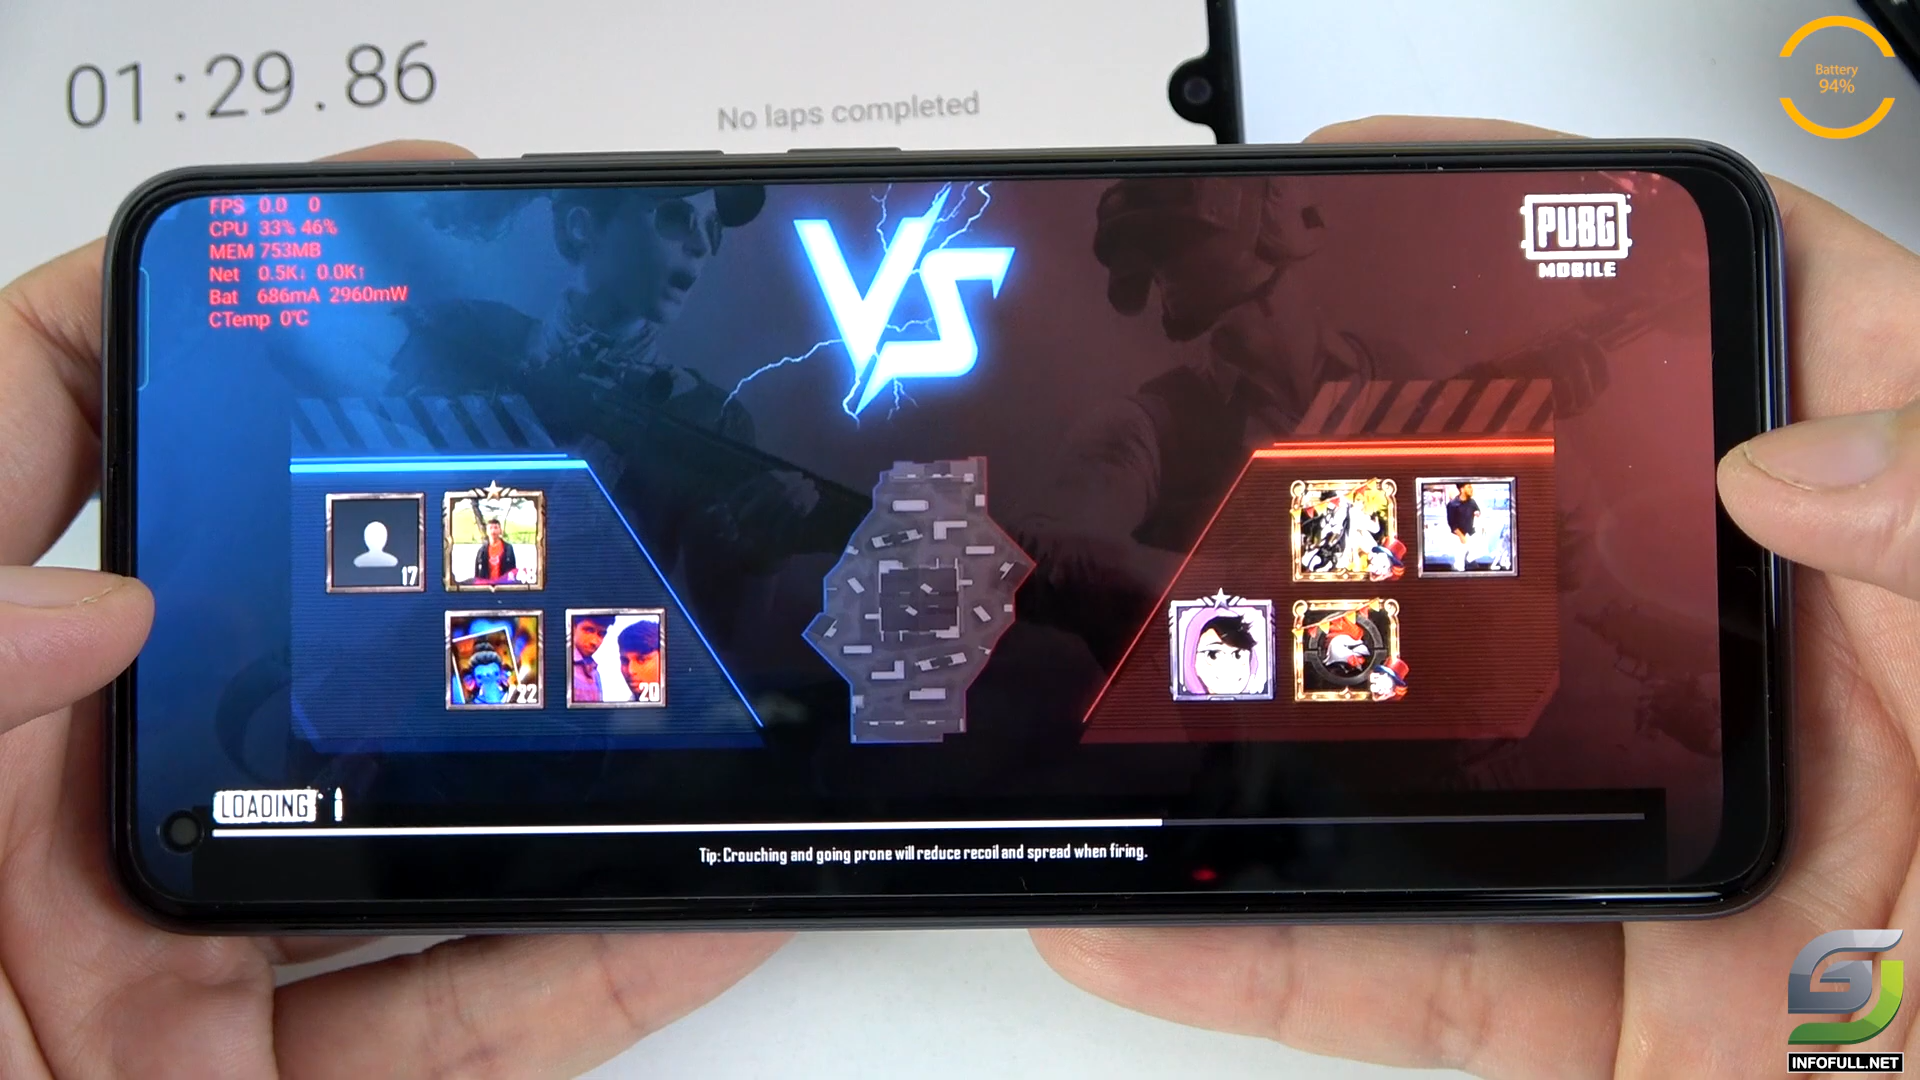 01:29.86
No laps completed
Battery
94%
FPS 0.0 0
CPU 33% 46%
MEM 753MB
Net 0.5K↓ 0.0K↑
Bat 686mA 2960mW
CTemp 0℃
VS
PUBG
MOBILE
17
22
20
24
LOADING
Tip: Crouching and going prone will reduce recoil and spread when firing.
INFOFULL.NET